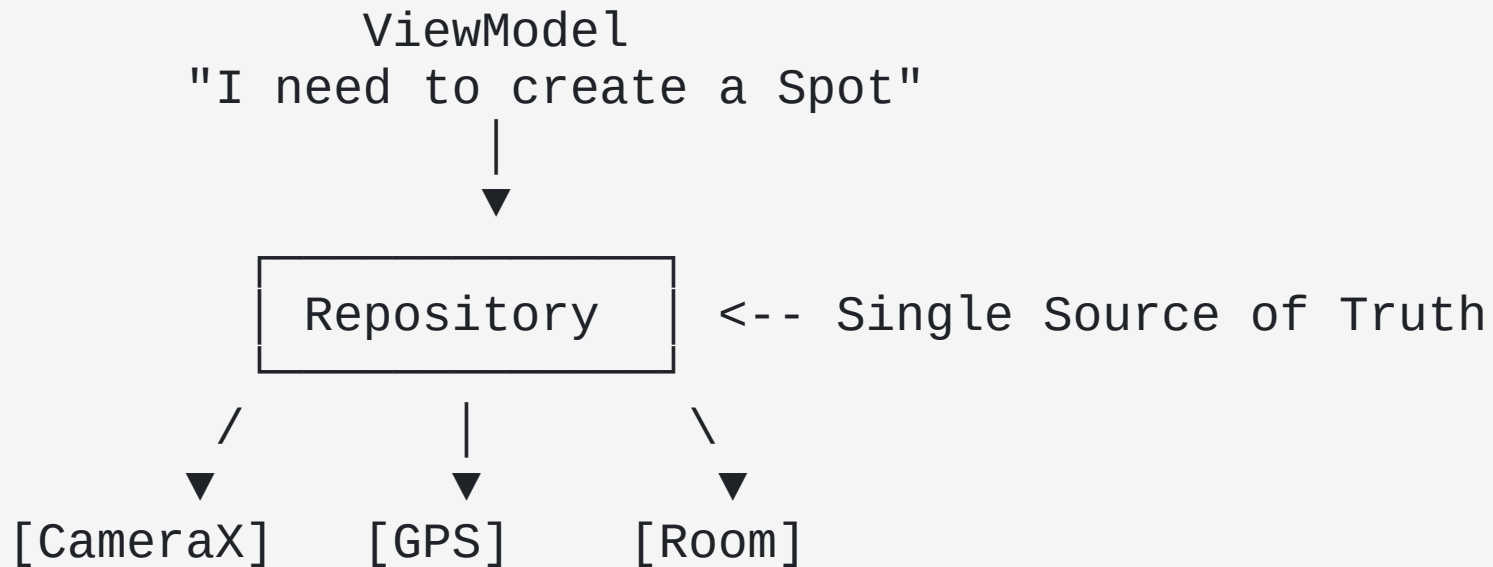 ViewModel
"I need to create a Spot"
Repository <-- Single Source of Truth
[CameraX] [GPS] [Room]